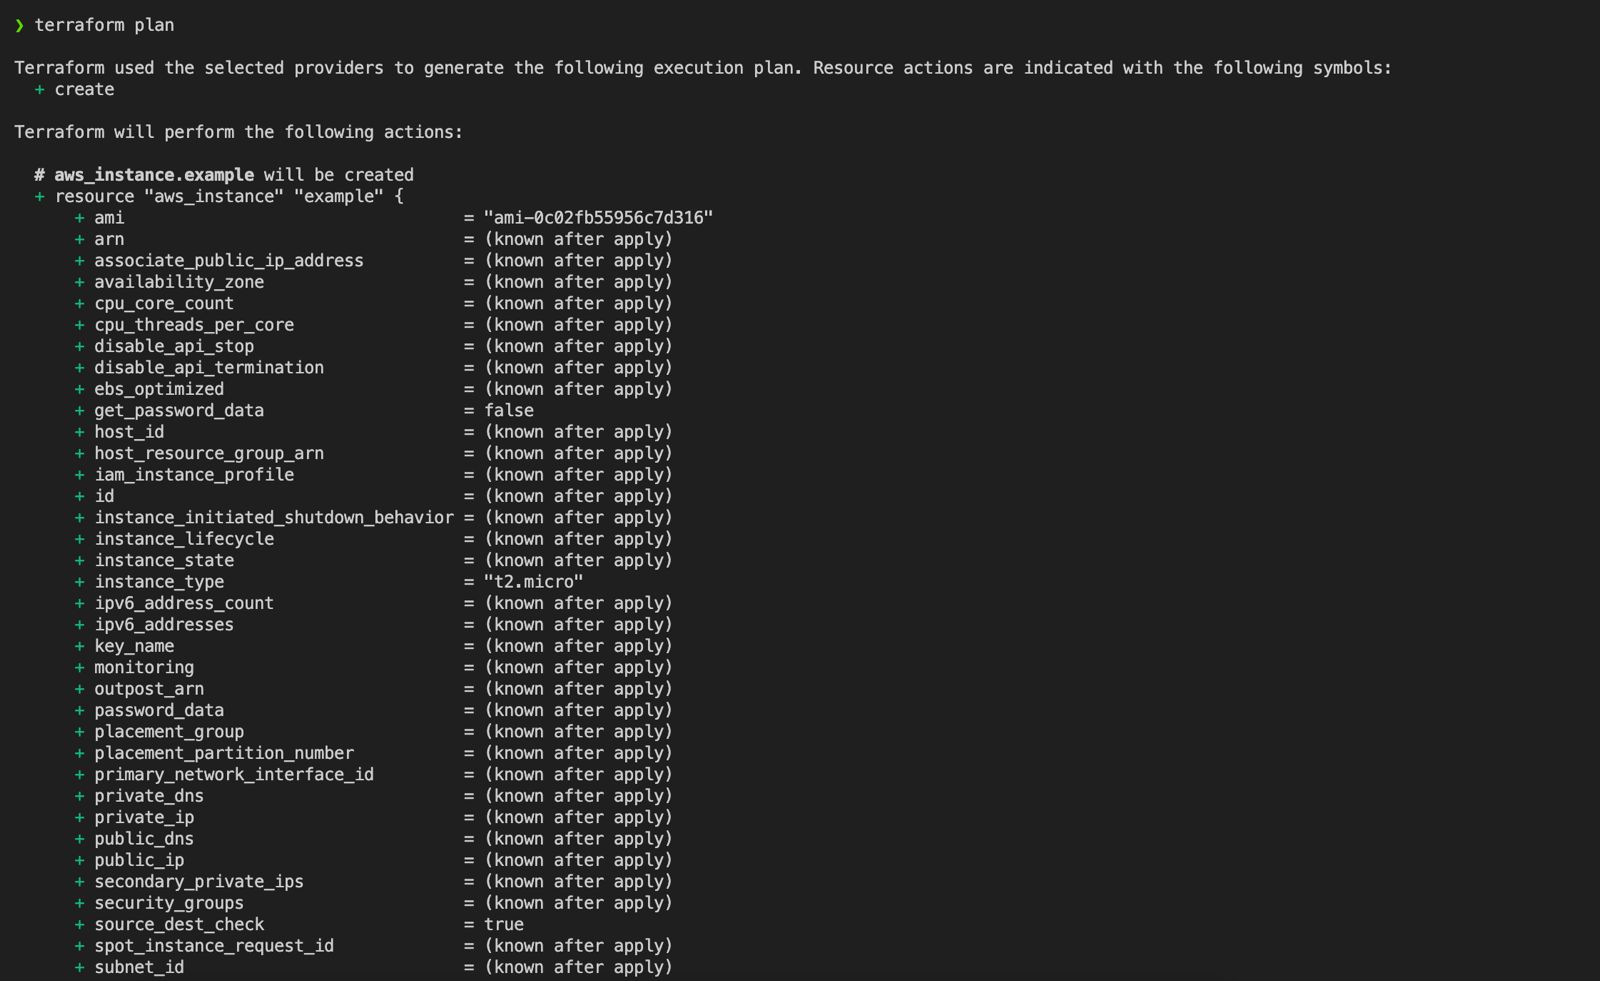 ❯ terraform plan
Terraform used the selected providers to generate the following execution plan. Resource actions are indicated with the following symbols:
+ create
Terraform will perform the following actions:
# aws_instance.example will be created
+ resource "aws_instance" "example" {
+ ami = "ami-0c02fb55956c7d316"
+ arn = (known after apply)
+ associate_public_ip_address = (known after apply)
+ availability_zone = (known after apply)
+ cpu_core_count = (known after apply)
+ cpu_threads_per_core = (known after apply)
+ disable_api_stop = (known after apply)
+ disable_api_termination = (known after apply)
+ ebs_optimized = (known after apply)
+ get_password_data = false
+ host_id = (known after apply)
+ host_resource_group_arn = (known after apply)
+ iam_instance_profile = (known after apply)
+ id = (known after apply)
+ instance_initiated_shutdown_behavior = (known after apply)
+ instance_lifecycle = (known after apply)
+ instance_state = (known after apply)
+ instance_type = "t2.micro"
+ ipv6_address_count = (known after apply)
+ ipv6_addresses = (known after apply)
+ key_name = (known after apply)
+ monitoring = (known after apply)
+ outpost_arn = (known after apply)
+ password_data = (known after apply)
+ placement_group = (known after apply)
+ placement_partition_number = (known after apply)
+ primary_network_interface_id = (known after apply)
+ private_dns = (known after apply)
+ private_ip = (known after apply)
+ public_dns = (known after apply)
+ public_ip = (known after apply)
+ secondary_private_ips = (known after apply)
+ security_groups = (known after apply)
+ source_dest_check = true
+ spot_instance_request_id = (known after apply)
+ subnet_id = (known after apply)